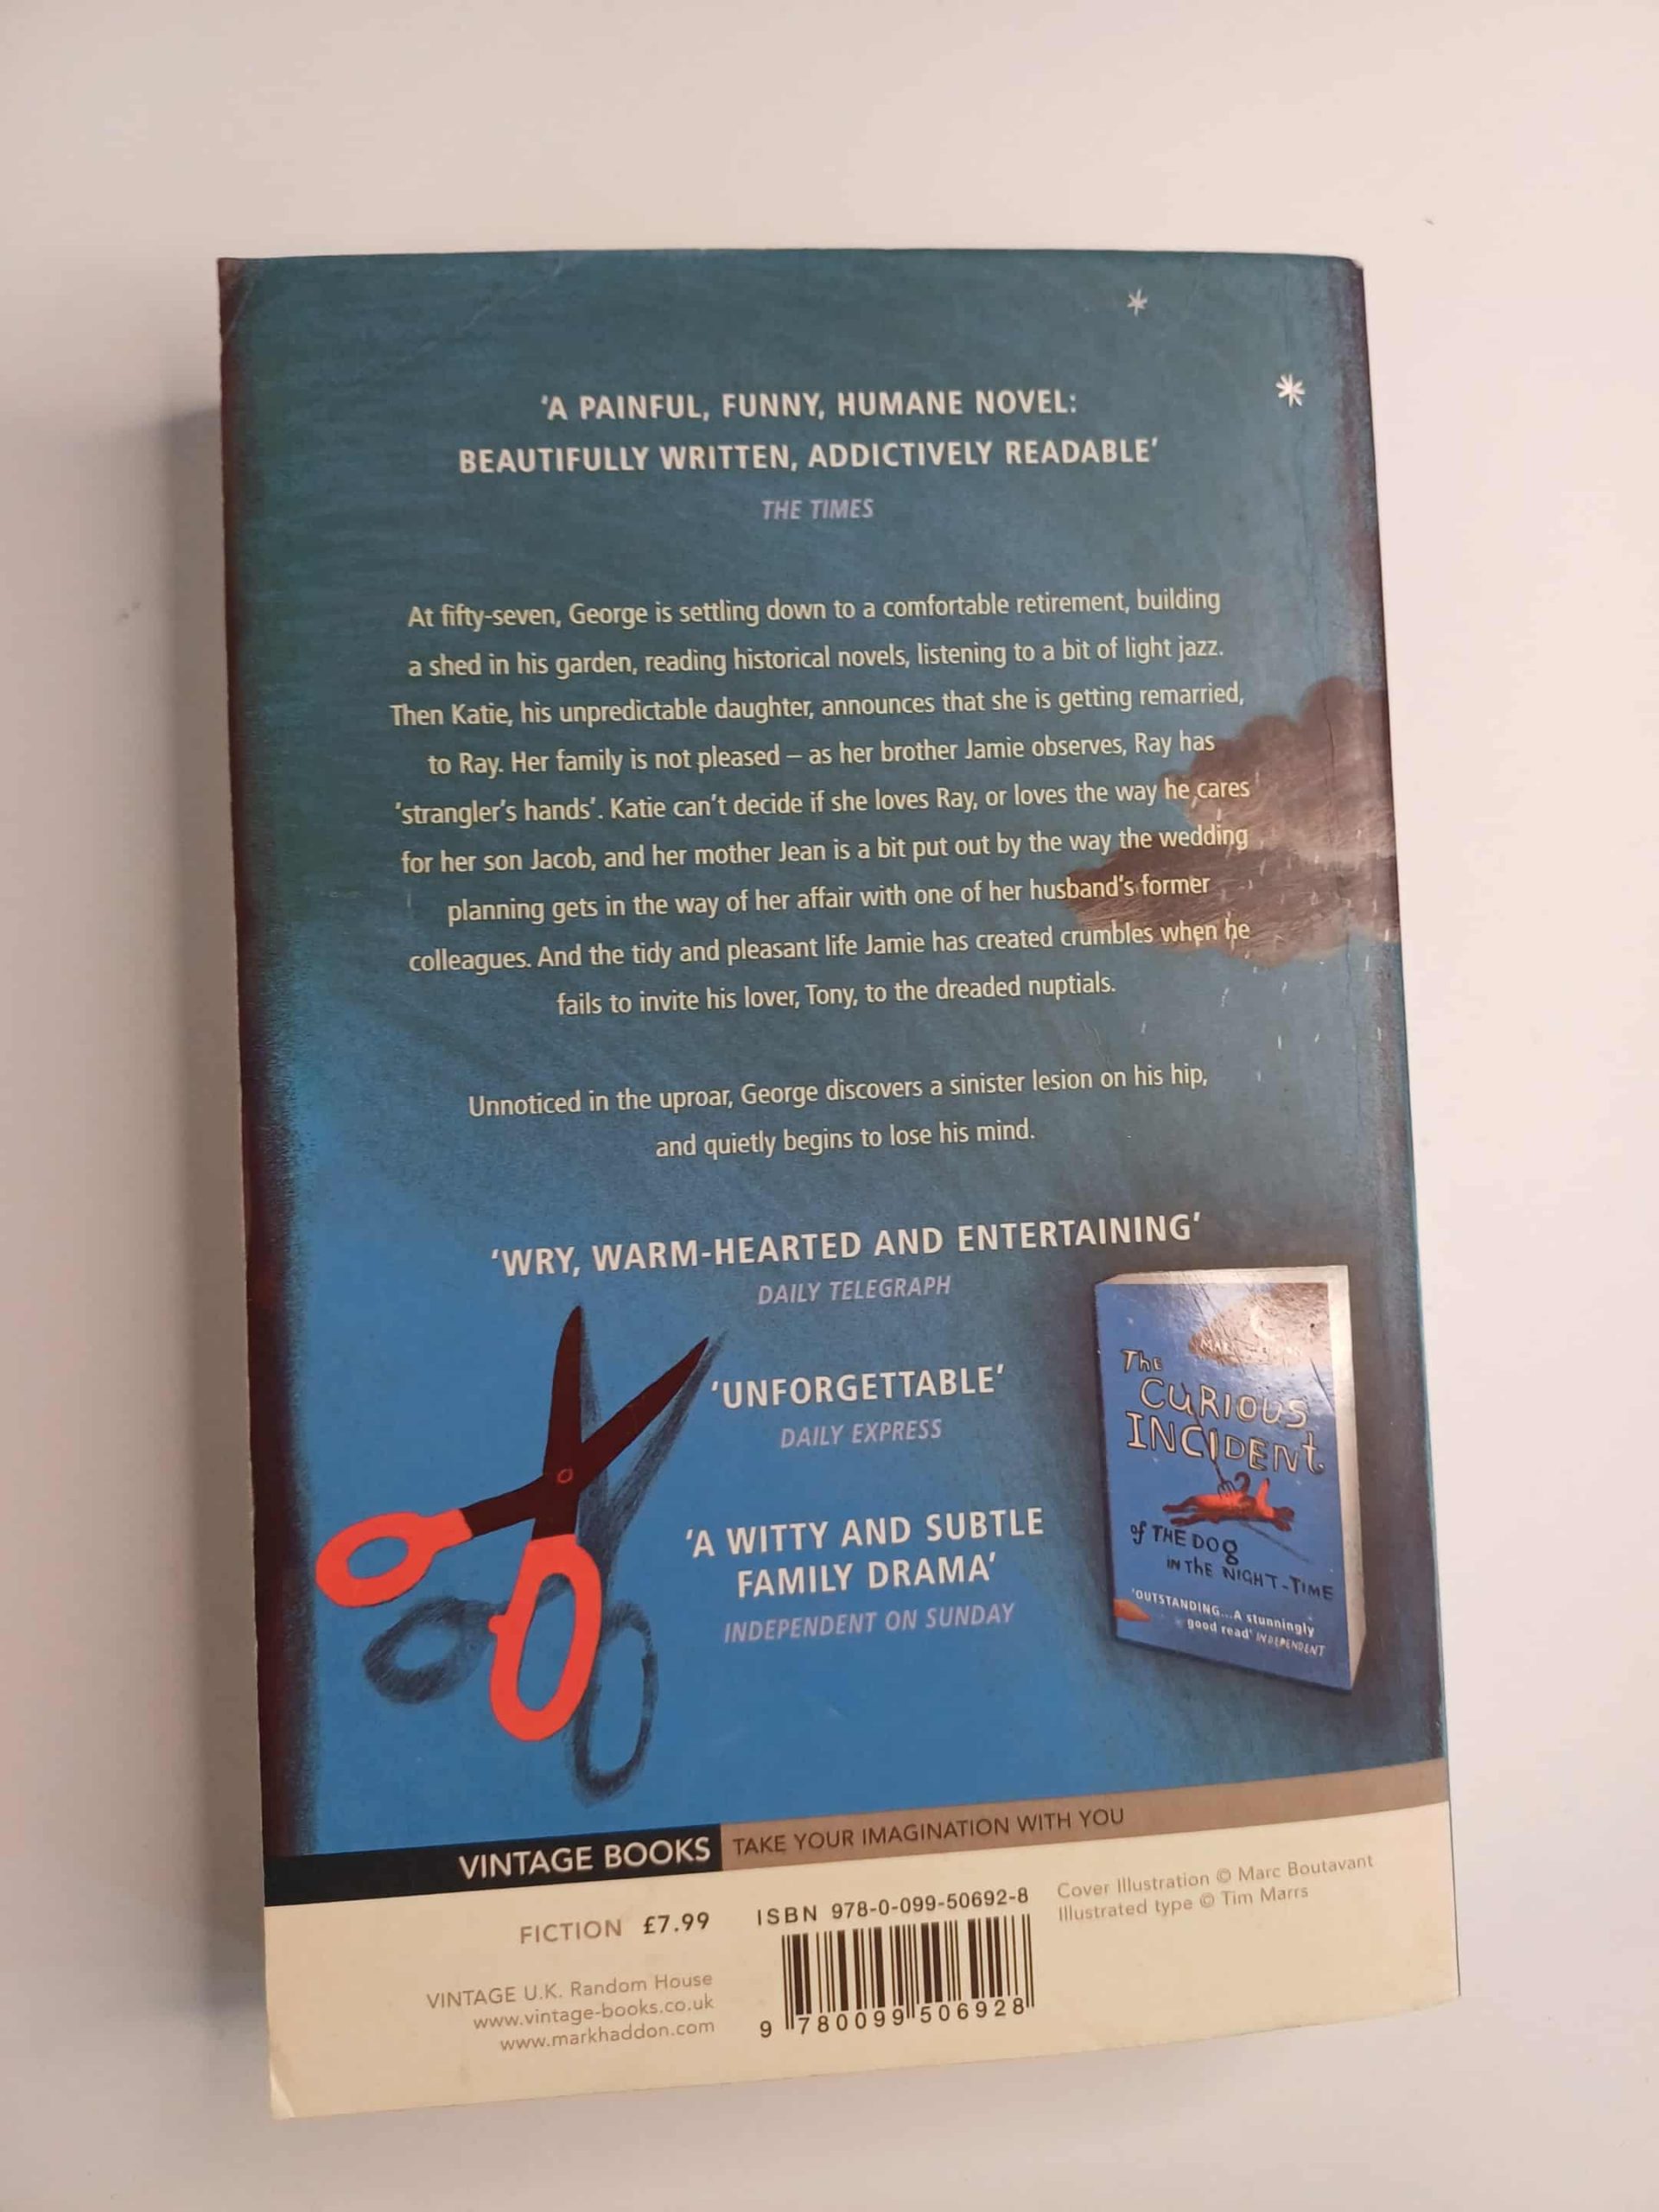 'A PAINFUL, FUNNY, HUMANE NOVEL:
BEAUTIFULLY WRITTEN, ADDICTIVELY READABLE'
THE TIMES
At fifty-seven, George is settling down to a comfortable retirement, building
a shed in his garden, reading historical novels, listening to a bit of light jazz.
Then Katie, his unpredictable daughter, announces that she is getting remarried,
to Ray. Her family is not pleased – as her brother Jamie observes, Ray has
'strangler's hands'. Katie can't decide if she loves Ray, or loves the way he cares
for her son Jacob, and her mother Jean is a bit put out by the way the wedding
planning gets in the way of her affair with one of her husband's former
colleagues. And the tidy and pleasant life Jamie has created crumbles when he
fails to invite his lover, Tony, to the dreaded nuptials.
Unnoticed in the uproar, George discovers a sinister lesion on his hip,
and quietly begins to lose his mind.
'WRY, WARM-HEARTED AND ENTERTAINING'
DAILY TELEGRAPH
'UNFORGETTABLE'
DAILY EXPRESS
'A WITTY AND SUBTLE
FAMILY DRAMA'
INDEPENDENT ON SUNDAY
The
CURIOUS
INCIDENt
of THE DOg
IN ThE NIGHT-TIME
'OUTSTANDING...A stunningly
good read' INDEPENDENT
VINTAGE BOOKS TAKE YOUR IMAGINATION WITH YOU
FICTION £7.99
VINTAGE U.K. Random House
www.vintage-books.co.uk
www.markhaddon.com
ISBN 978-0-099-50692-8
9 780099 506928
Cover Illustration © Marc Boutavant
Illustrated type © Tim Marrs